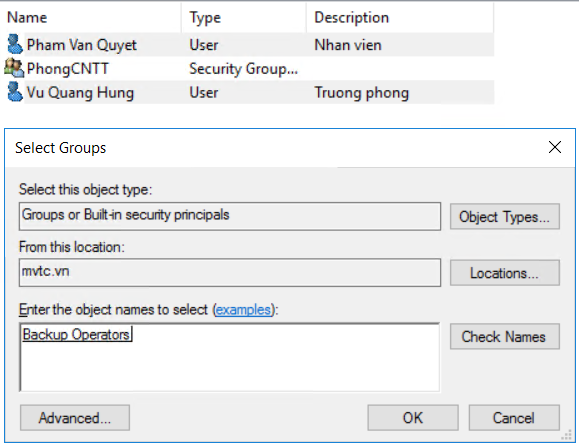 Name Type Description
Pham Van Quyet User Nhan vien
PhongCNTT Security Group...
Vu Quang Hung User Truong phong
Select Groups
Select this object type:
Groups or Built-in security principals Object Types...
From this location:
mvtc.vn Locations...
Enter the object names to select (examples):
Backup Operators Check Names
Advanced... OK Cancel